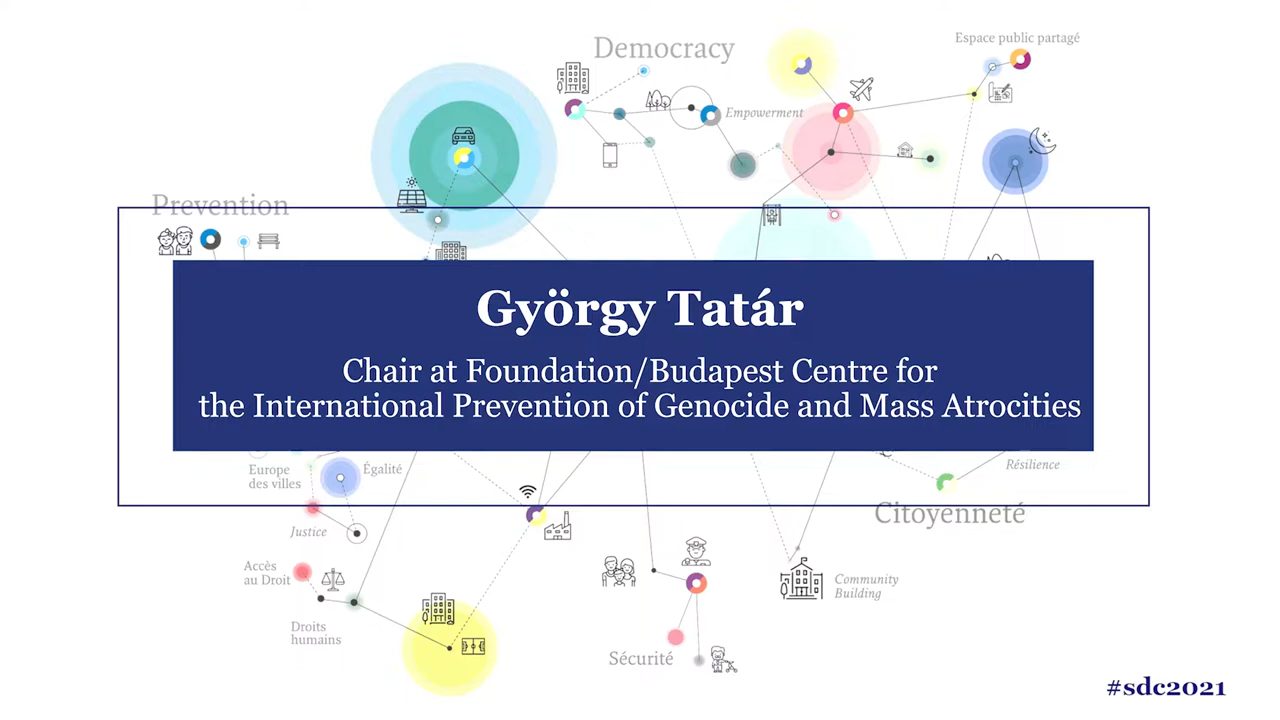 Democracy
Espace public partagé
Empowerment
Prevention
György Tatár
Chair at Foundation/Budapest Centre for
the International Prevention of Genocide and Mass Atrocities
Europe
des villes
Égalité
Résilience
Citoyenneté
Justice
Accès
au Droit
Community
Building
Droits
humains
Sécurité
#sdc2021